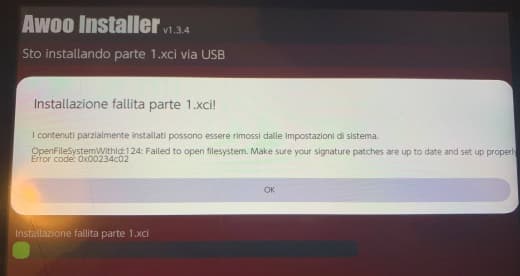 Awoo Installer v1.3.4
Sto installando parte 1.xci via USB
Installazione fallita parte 1.xci!
I contenuti parzialmente installati possono essere rimossi dalle Impostazioni di sistema.
OpenFileSystemWithId:124: Failed to open filesystem. Make sure your signature patches are up to date and set up properly
Error code: 0x00234c02
OK
Installazione fallita parte 1.xci